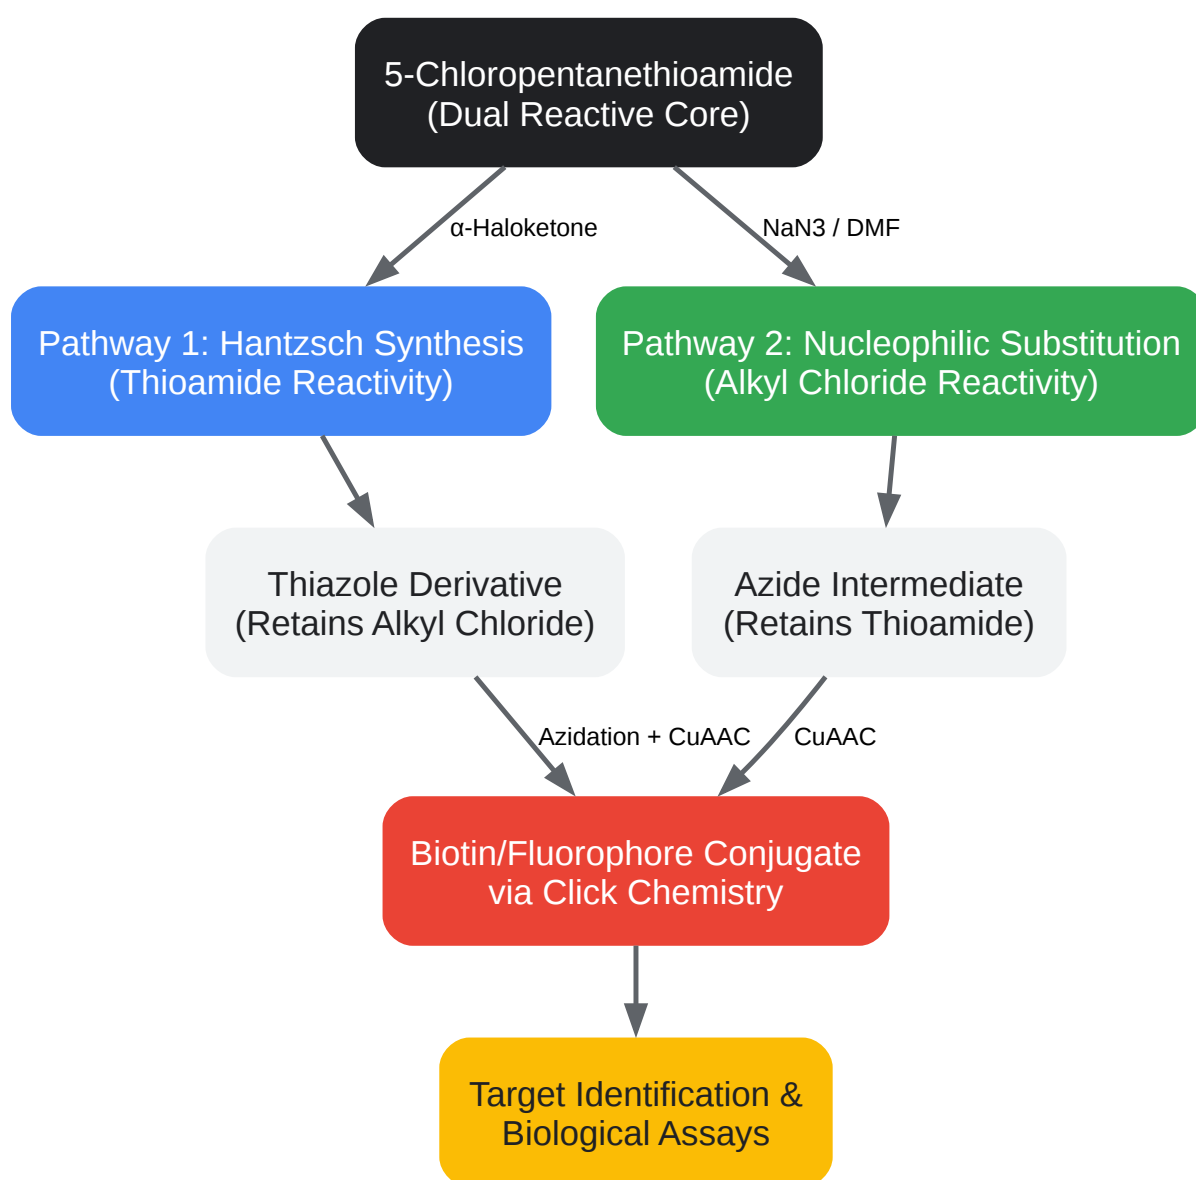 5-Chloropentanethioamide
(Dual Reactive Core)
α-Haloketone
NaN3 / DMF
Pathway 1: Hantzsch Synthesis
(Thioamide Reactivity)
Pathway 2: Nucleophilic Substitution
(Alkyl Chloride Reactivity)
Thiazole Derivative
(Retains Alkyl Chloride)
Azide Intermediate
(Retains Thioamide)
Azidation + CuAAC
CuAAC
Biotin/Fluorophore Conjugate
via Click Chemistry
Target Identification &
Biological Assays